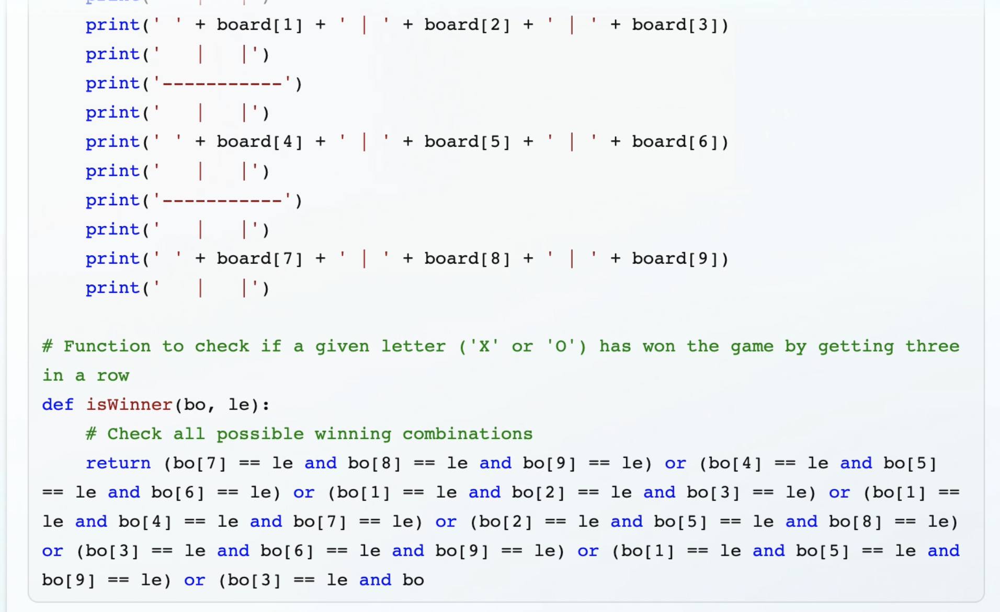 print('   |   |')
    print(' ' + board[1] + ' | ' + board[2] + ' | ' + board[3])
    print('   |   |')
    print('-----------')
    print('   |   |')
    print(' ' + board[4] + ' | ' + board[5] + ' | ' + board[6])
    print('   |   |')
    print('-----------')
    print('   |   |')
    print(' ' + board[7] + ' | ' + board[8] + ' | ' + board[9])
    print('   |   |')
# Function to check if a given letter ('X' or 'O') has won the game by getting three
in a row
def isWinner(bo, le):
    # Check all possible winning combinations
    return (bo[7] == le and bo[8] == le and bo[9] == le) or (bo[4] == le and bo[5]
== le and bo[6] == le) or (bo[1] == le and bo[2] == le and bo[3] == le) or (bo[1] ==
le and bo[4] == le and bo[7] == le) or (bo[2] == le and bo[5] == le and bo[8] == le)
or (bo[3] == le and bo[6] == le and bo[9] == le) or (bo[1] == le and bo[5] == le and
bo[9] == le) or (bo[3] == le and bo